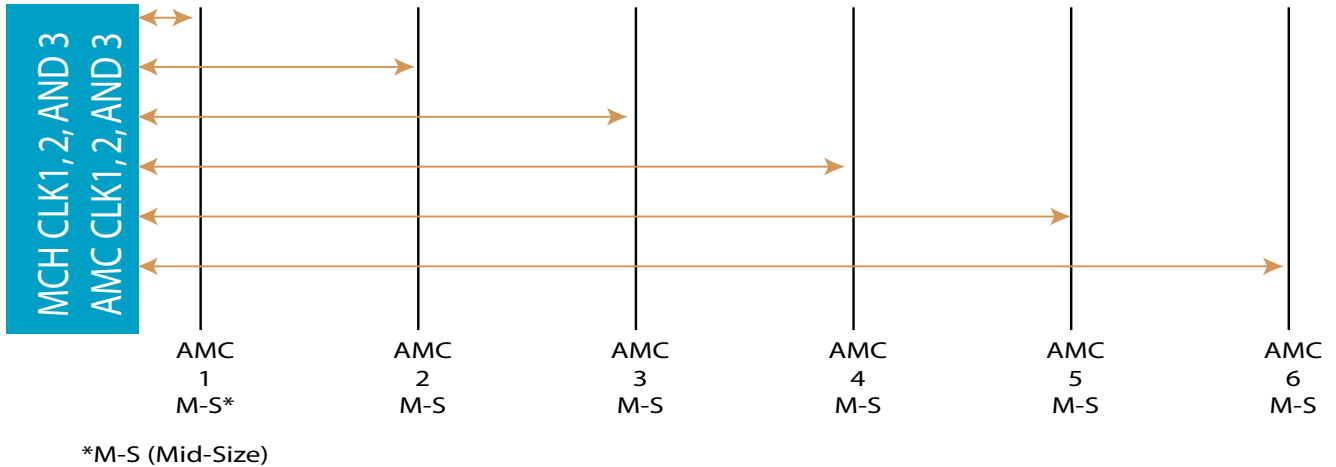 MCH CLK1, 2, AND 3
AMC CLK1, 2, AND 3
AMC
1
M-S*
AMC
2
M-S
AMC
3
M-S
AMC
4
M-S
AMC
5
M-S
AMC
6
M-S
*M-S (Mid-Size)